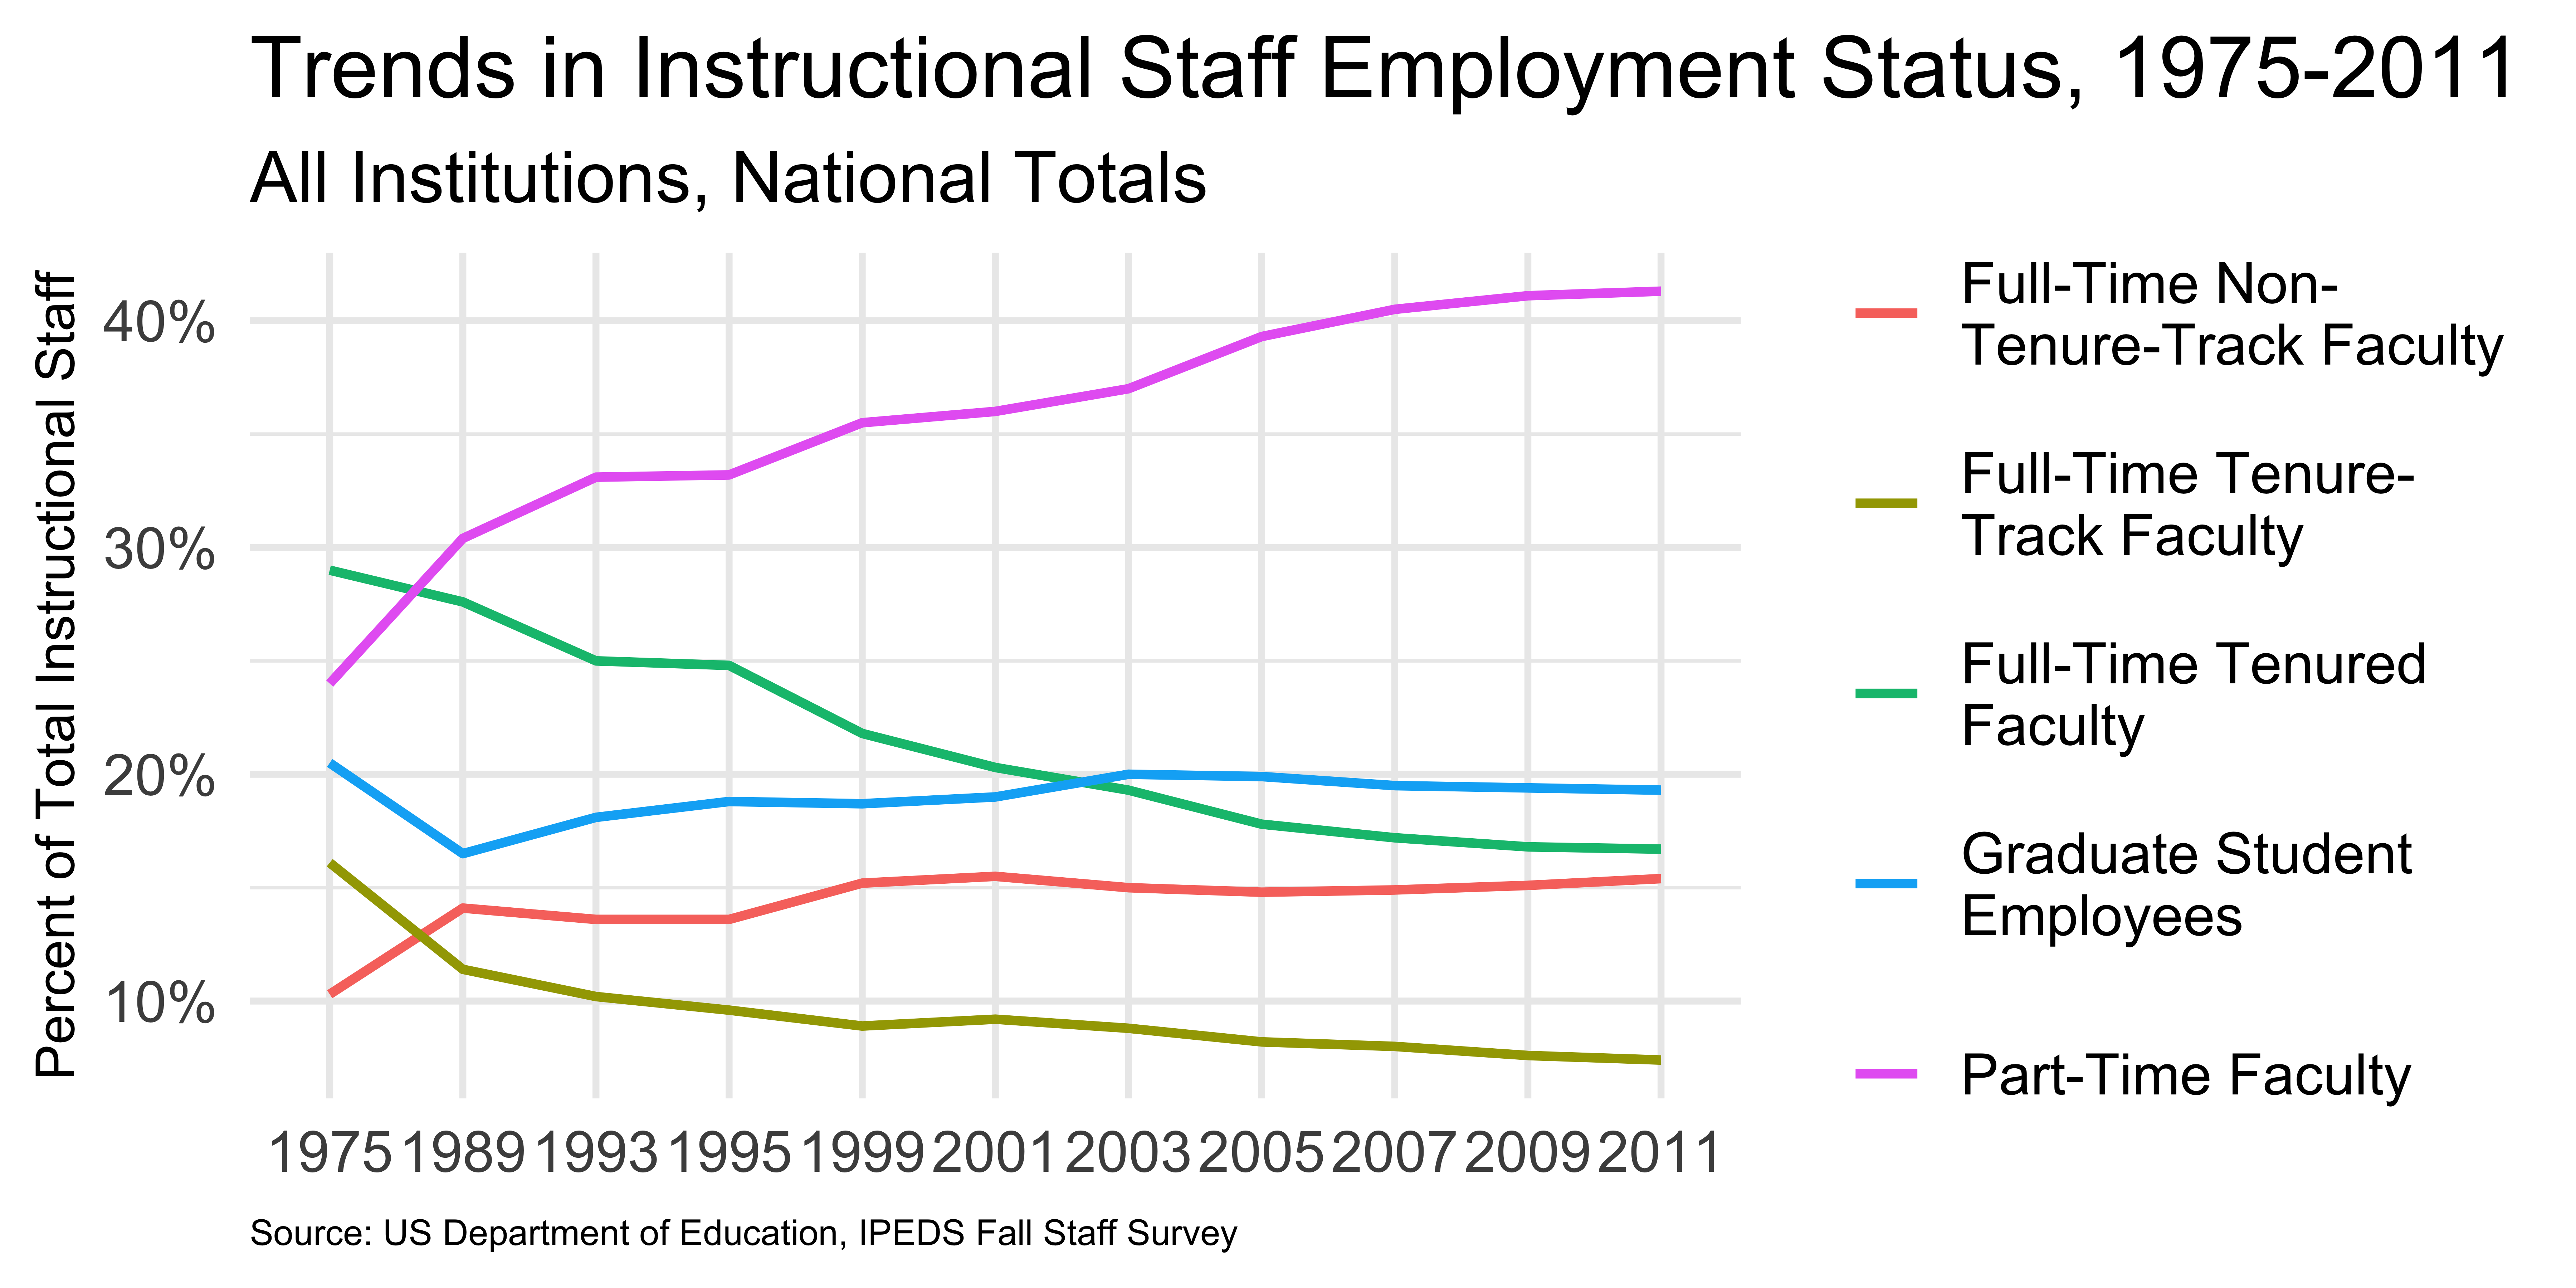 Trends in Instructional Staff Employment Status, 1975-2011
All Institutions, National Totals
Percent of Total Instructional Staff
40%
30%
20%
10%
1975 1989 1993 1995 1999 2001 2003 2005 2007 2009 2011
Full-Time Non-
Tenure-Track Faculty
Full-Time Tenure-
Track Faculty
Full-Time Tenured
Faculty
Graduate Student
Employees
Part-Time Faculty
Source: US Department of Education, IPEDS Fall Staff Survey